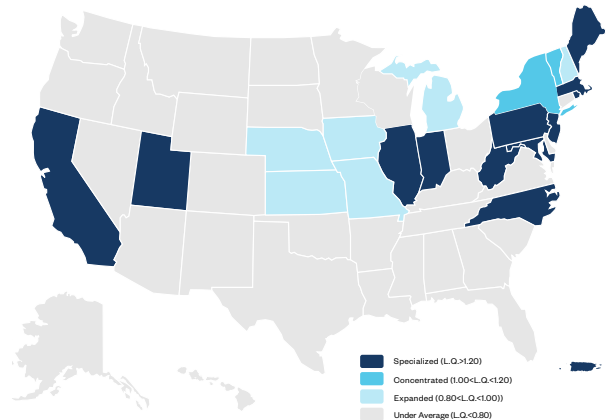 Specialized (L.Q.>1.20)
Concentrated (1.00<L.Q.<1.20)
Expanded (0.80<L.Q.<1.00))
Under Average (L.Q.<0.80)